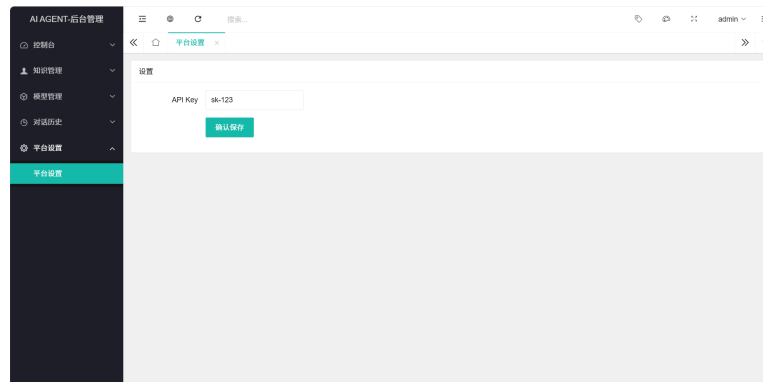 AI AGENT-后台管理
搜索...
admin
控制台
平台设置
知识管理
设置
模型管理
API Key sk-123
对话历史
确认保存
平台设置
平台设置